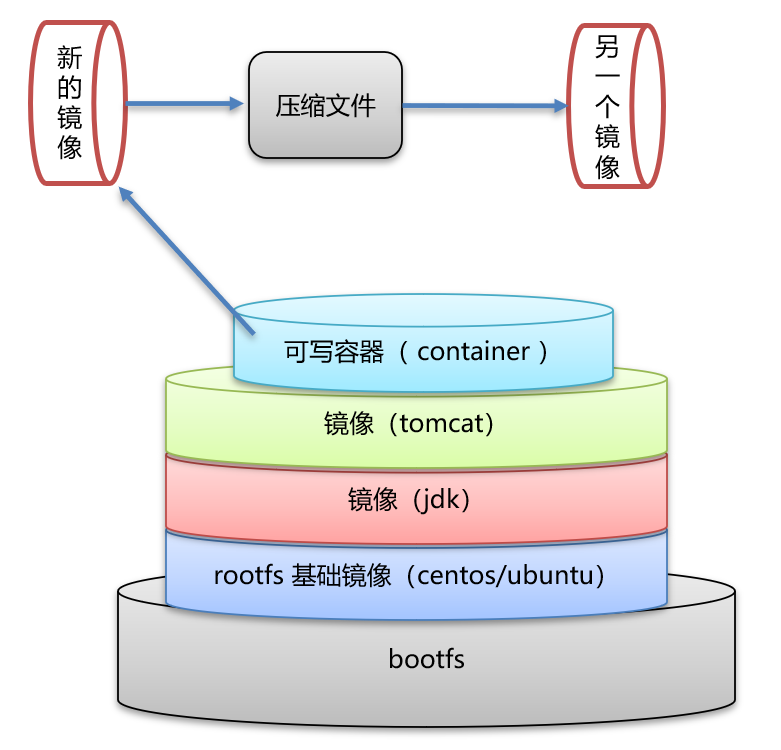 新的镜像
压缩文件
另一个镜像
可写容器（ container ）
镜像（tomcat）
镜像（jdk）
rootfs 基础镜像（centos/ubuntu）
bootfs